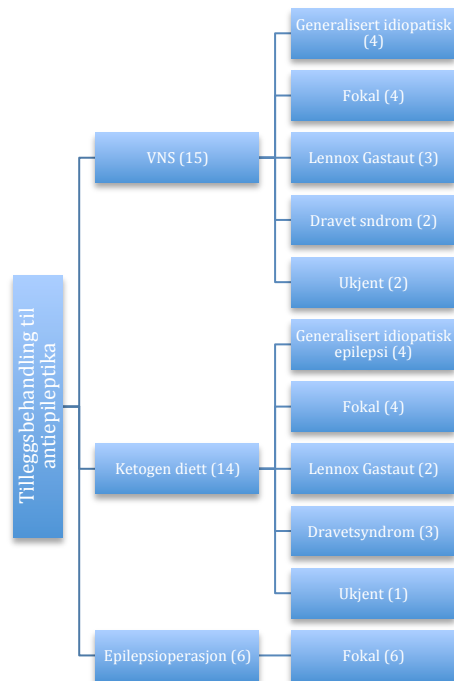 Tilleggsbehandling til
antiepileptika
VNS (15)
Generalisert idiopatisk
(4)
Fokal (4)
Lennox Gastaut (3)
Dravet sndrom (2)
Ukjent (2)
Ketogen diett (14)
Generalisert idiopatisk
epilepsi (4)
Fokal (4)
Lennox Gastaut (2)
Dravetsyndrom (3)
Ukjent (1)
Epilepsioperasjon (6)
Fokal (6)